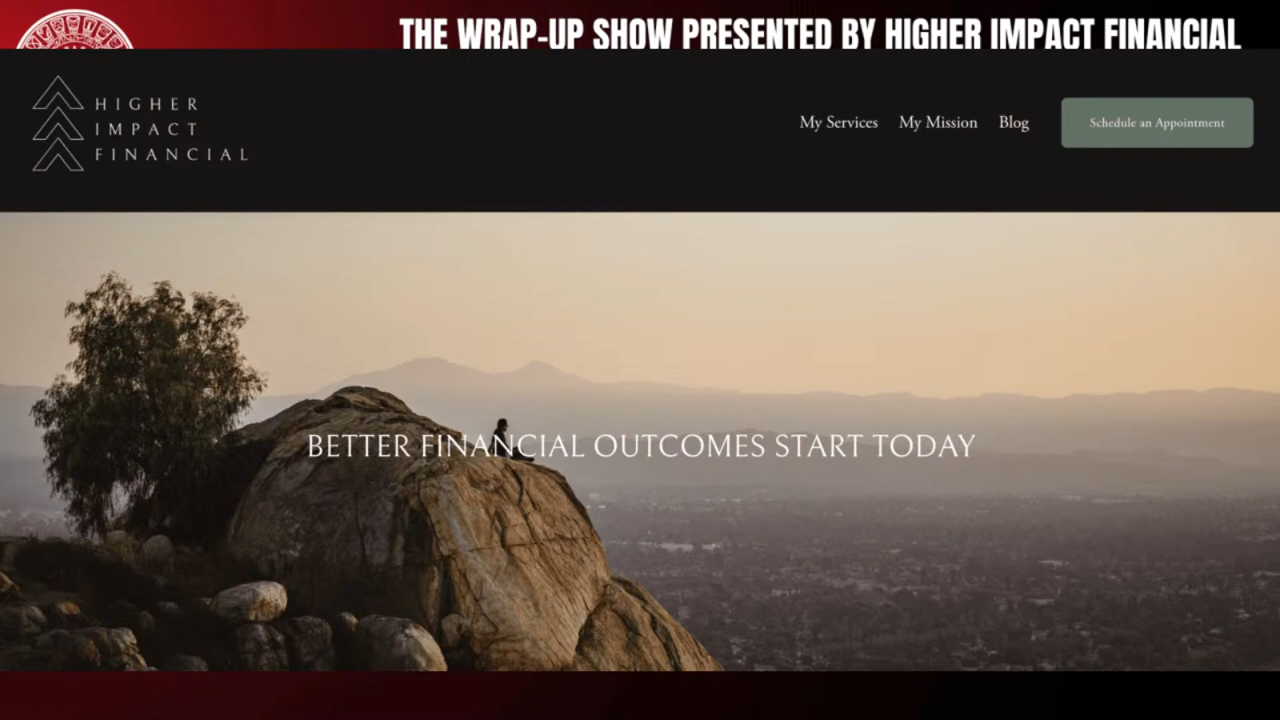 THE WRAP-UP SHOW PRESENTED BY HIGHER IMPACT FINANCIAL
HIGHER
IMPACT
FINANCIAL
My Services
My Mission
Blog
Schedule an Appointment
BETTER FINANCIAL OUTCOMES START TODAY